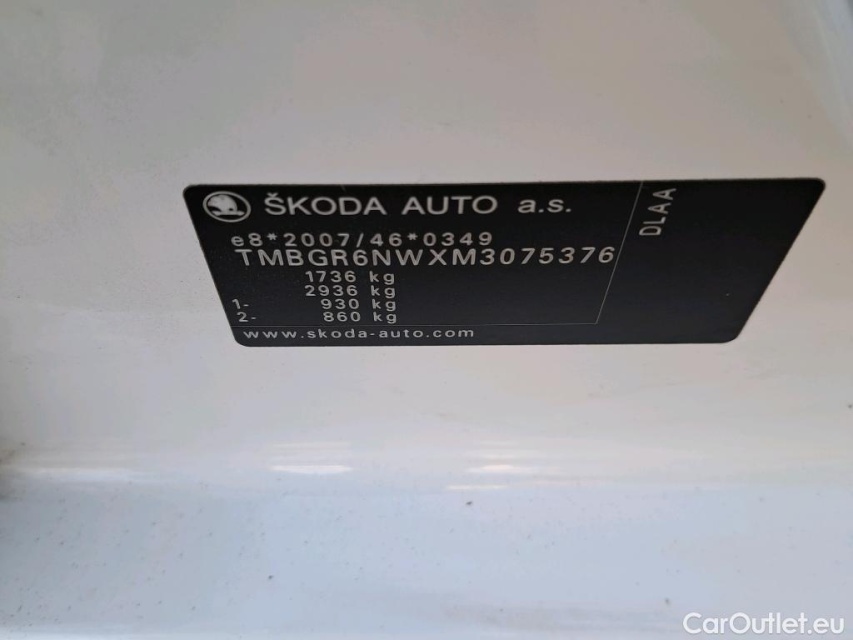 ŠKODA AUTO a.s.
DLAA
e8*2007/46*0349
TMBGR6NWXM3075376
1736 kg
2936 kg
1- 930 kg
2- 860 kg
www.skoda-auto.com
CarOutlet.eu